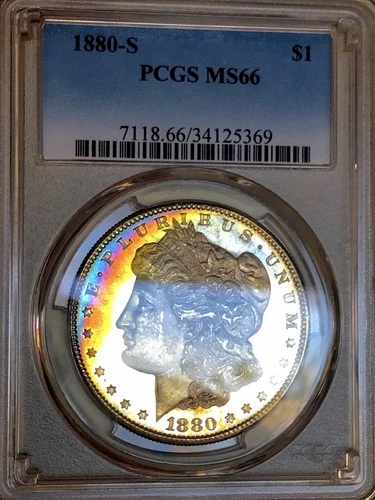 1880-S $1
PCGS MS66
7118.66/34125369
E·PLURIBUS·UNUM
1880